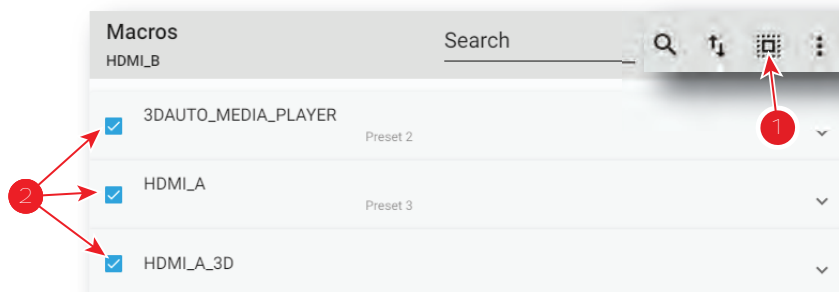 Macros
HDMI_B
Search
1
3DAUTO_MEDIA_PLAYER
Preset 2
2
HDMI_A
Preset 3
HDMI_A_3D